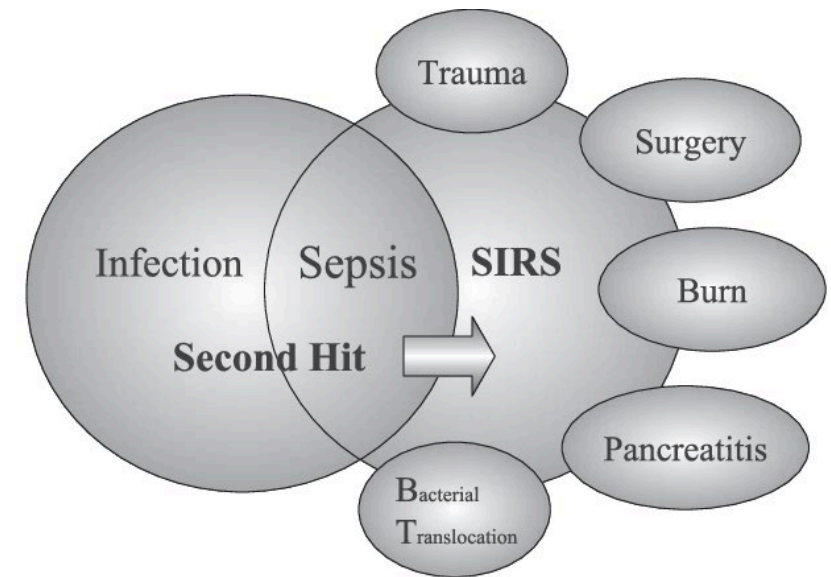 Trauma
Surgery
Infection
Sepsis
SIRS
Burn
Second Hit
Pancreatitis
Bacterial
Translocation